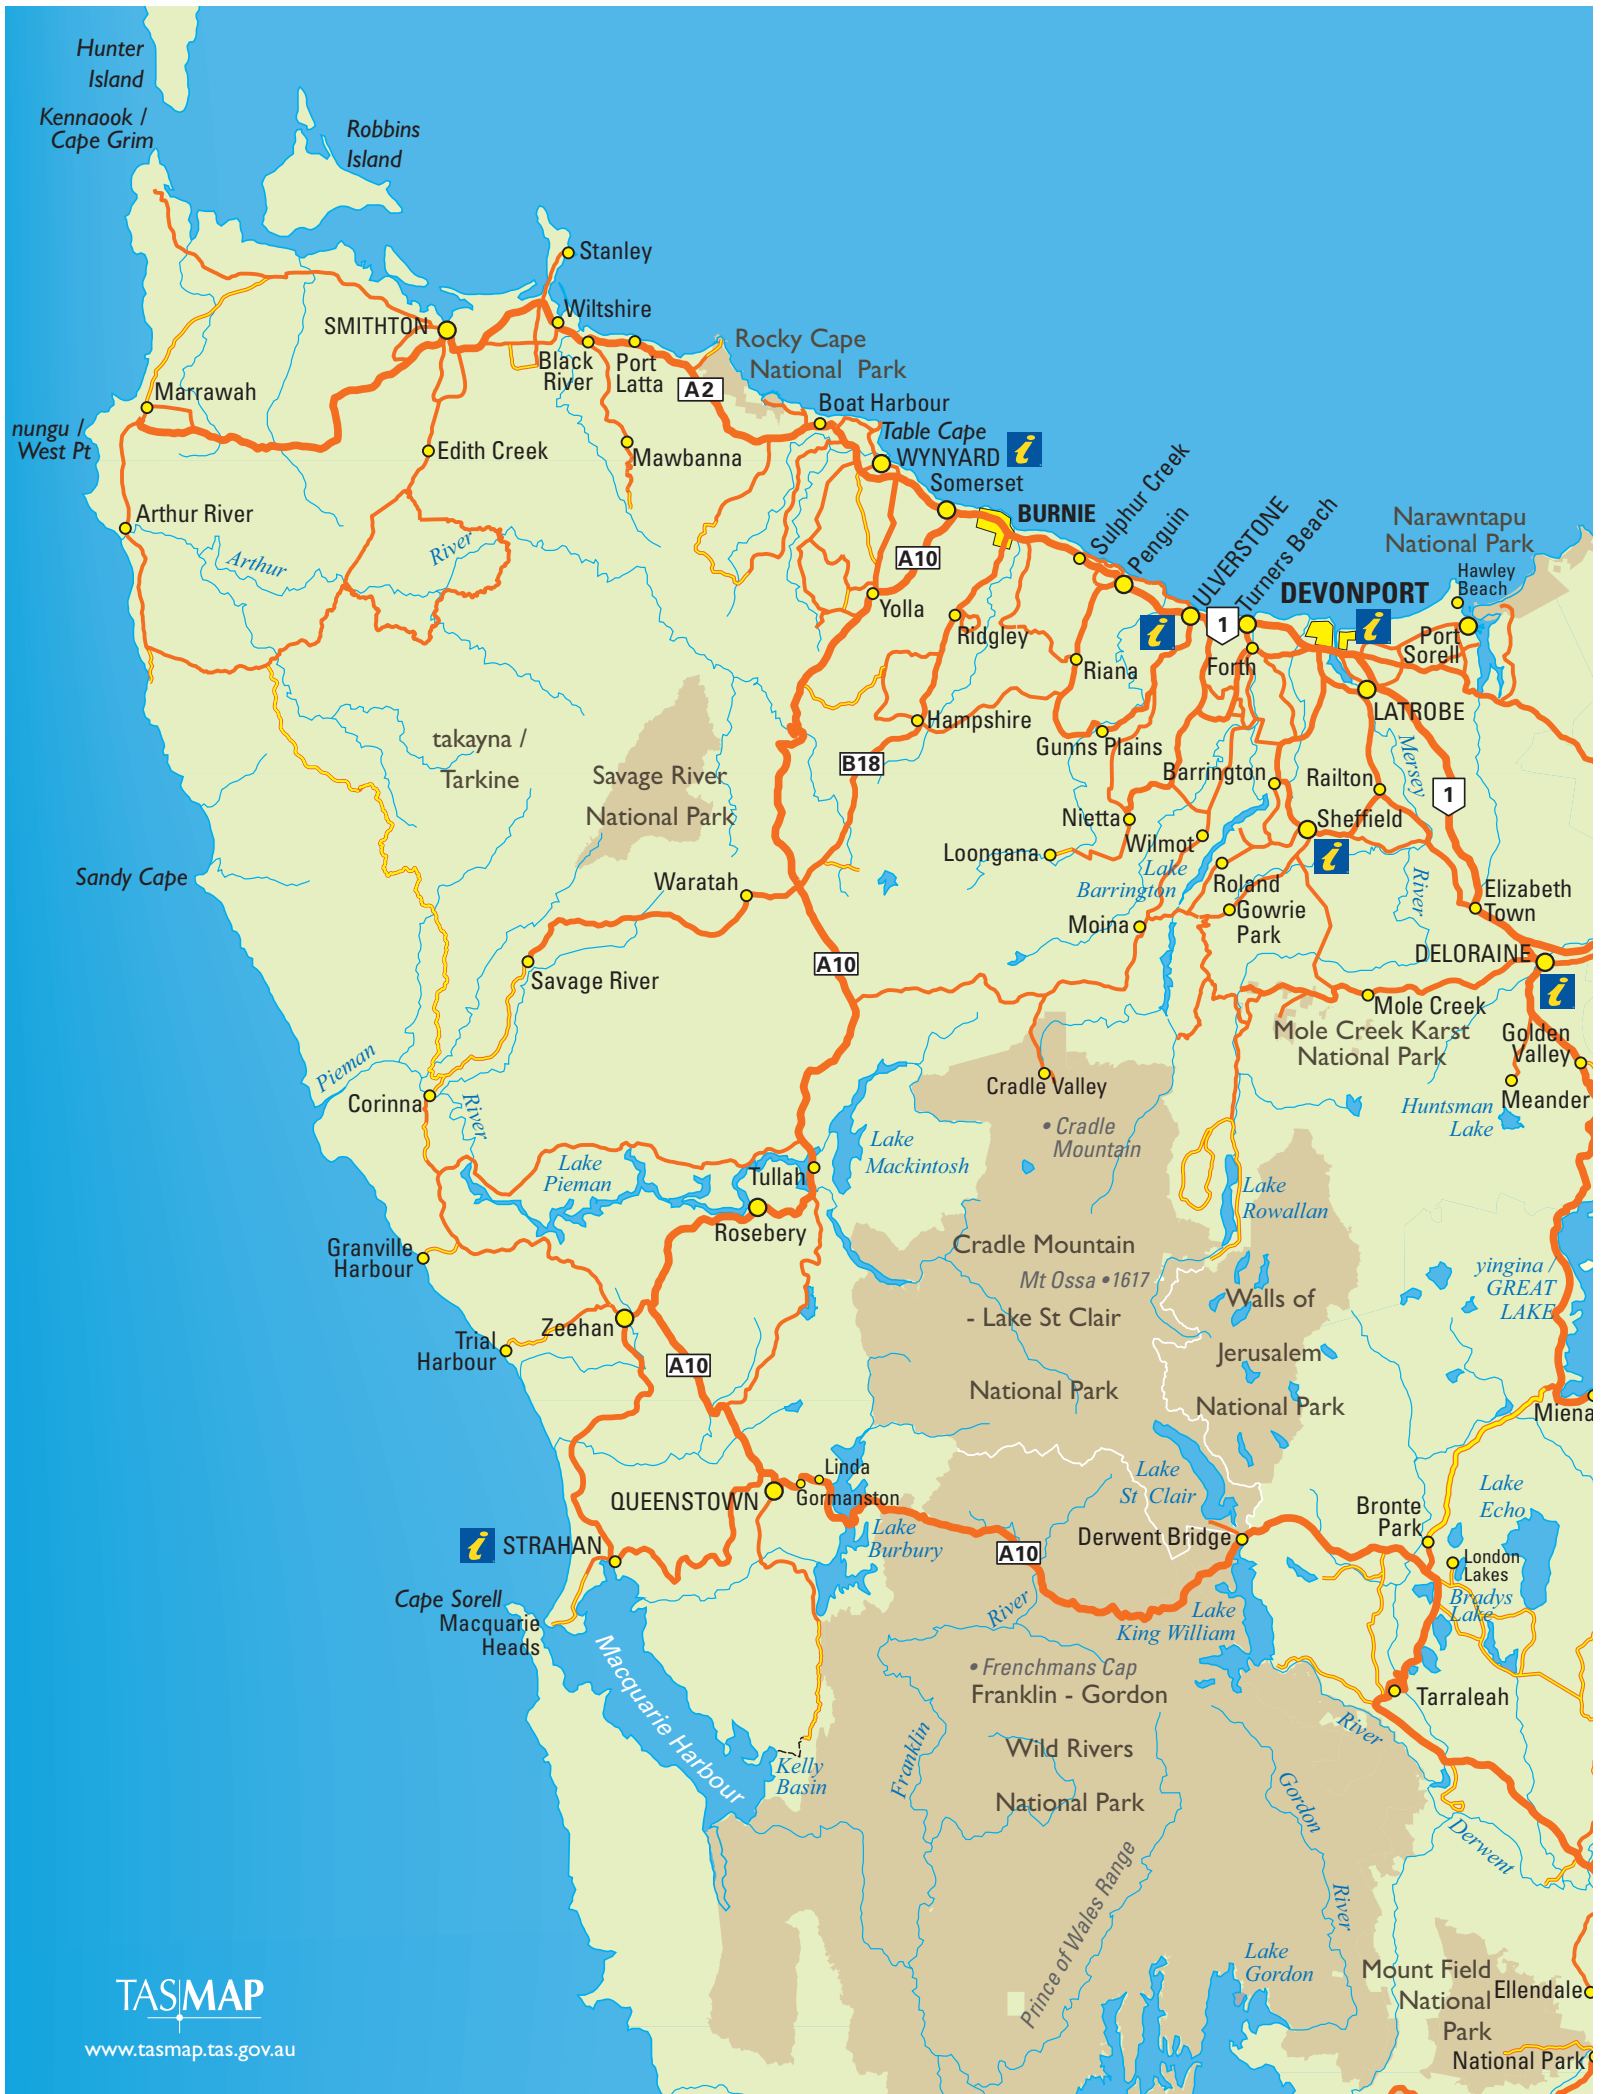 Hunter
Island
Kennaook /
Cape Grim
Robbins
Island
Stanley
Wiltshire
SMITHTON
Black
River
Port
Latta
A2
Rocky Cape
National Park
Marrawah
nungu /
West Pt
Edith Creek
Mawbanna
Boat Harbour
Table Cape
WYNYARD
i
Somerset
BURNIE
Sulphur Creek
Penguin
ULVERSTONE
Turners Beach
i
1
DEVONPORT
i
Narawntapu
National Park
Hawley
Beach
Port
Sorell
Arthur River
Arthur
River
A10
Yolla
Ridgley
Riana
Forth
LATROBE
takayna /
Tarkine
Savage River
National Park
Hampshire
B18
Gunns Plains
Mersey
River
Barrington
Railton
1
Sheffield
i
Nietta
Wilmot
Loongana
Lake
Barrington
Roland
Gowrie
Park
Moina
Elizabeth
Town
DELORAINE
i
Sandy Cape
Waratah
A10
Savage River
Mole Creek
Mole Creek Karst
National Park
Golden
Valley
Meander
Huntsman
Lake
Pieman
River
Corinna
Cradle Valley
• Cradle
Mountain
Lake
Mackintosh
Lake
Pieman
Tullah
Rosebery
Lake
Rowallan
Granville
Harbour
Cradle Mountain
Mt Ossa • 1617
- Lake St Clair
National Park
Walls of
Jerusalem
National Park
yingina /
GREAT
LAKE
Miena
Trial
Harbour
Zeehan
A10
Linda
Gormanston
QUEENSTOWN
Lake
Burbury
Lake
St Clair
Derwent Bridge
A10
Bronte
Park
Lake
Echo
London
Lakes
Bradys
Lake
i
STRAHAN
Cape Sorell
Macquarie
Heads
Macquarie Harbour
Kelly
Basin
River
Franklin
Lake
King William
• Frenchmans Cap
Franklin - Gordon
Wild Rivers
National Park
Tarraleah
River
Derwent
Gordon
River
Prince of Wales Range
Lake
Gordon
Mount Field
National
Park
Ellendale
National Park
TASMAP
www.tasmap.tas.gov.au